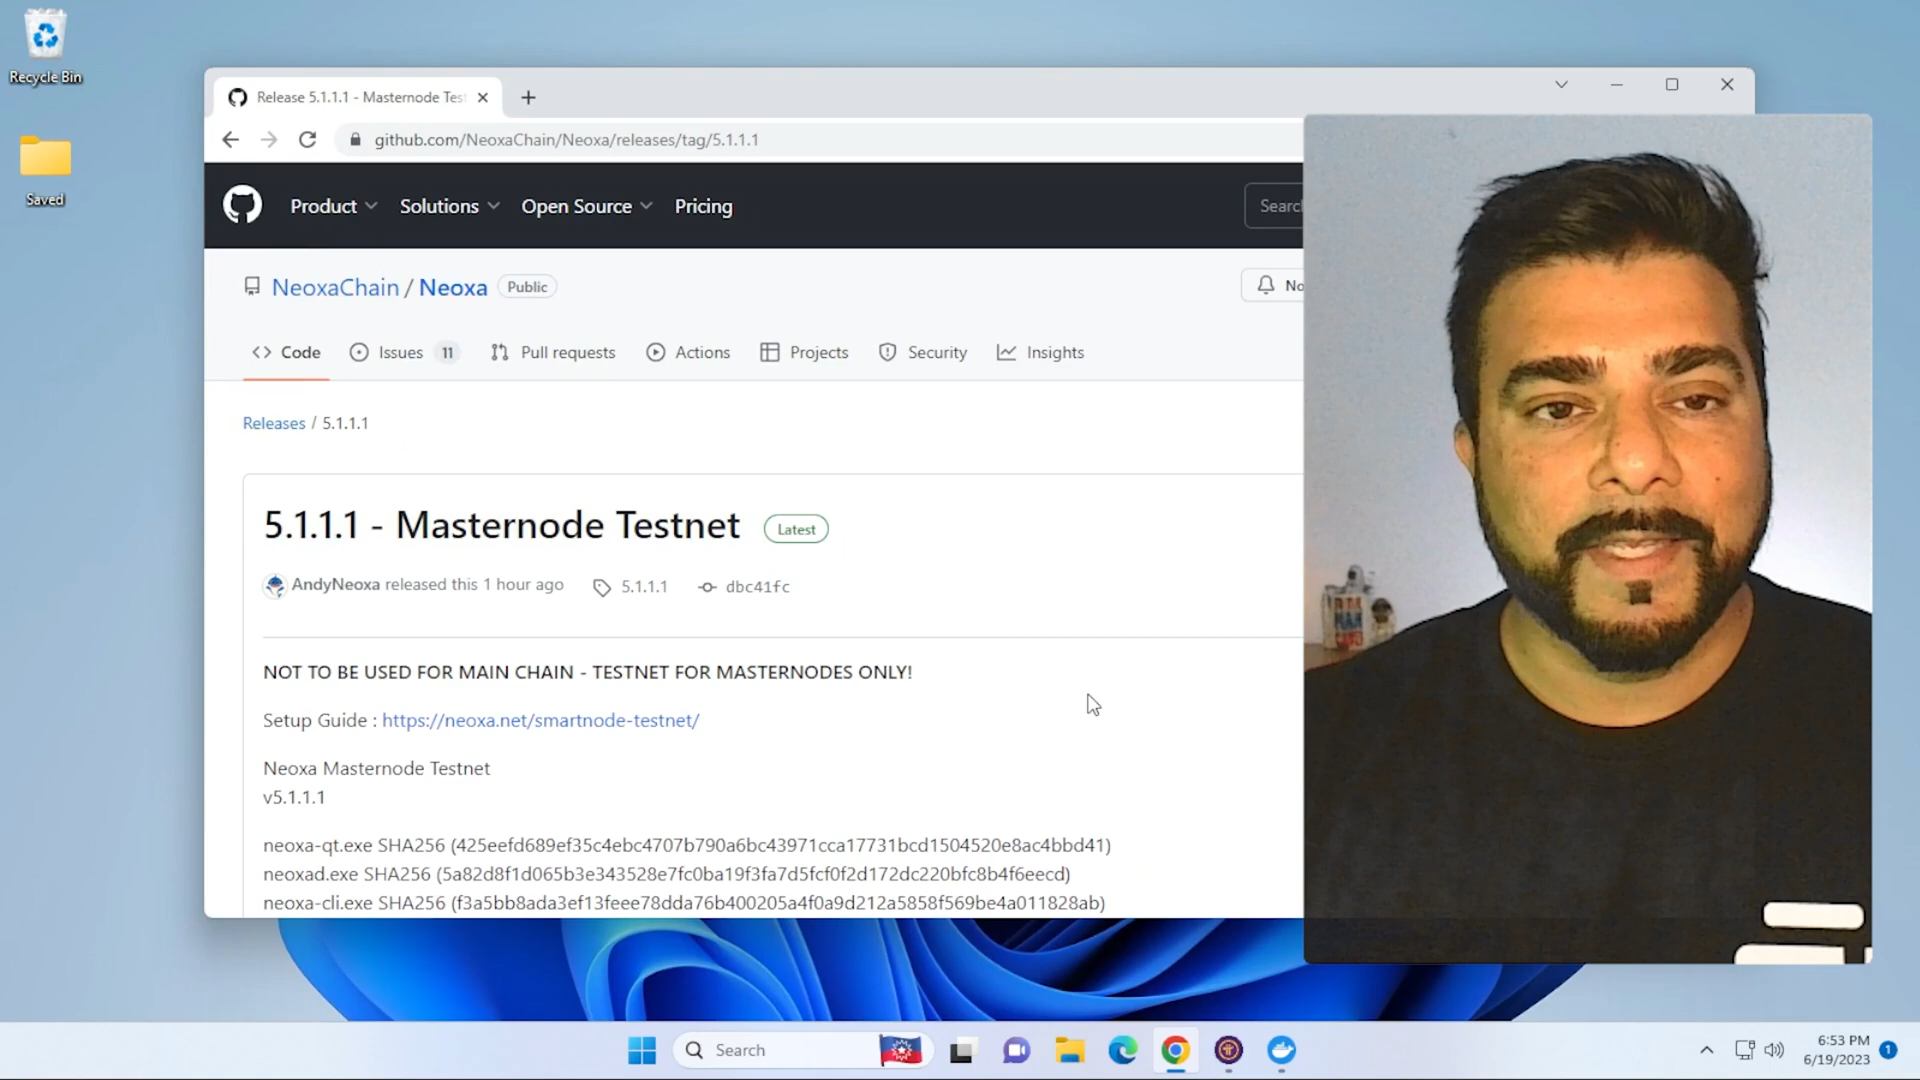 Recycle Bin
Saved
Release 5.1.1.1 - Masternode Tes
github.com/NeoxaChain/Neoxa/releases/tag/5.1.1.1
Product
Solutions
Open Source
Pricing
Searc
NeoxaChain / Neoxa
Public
No
Code
Issues 11
Pull requests
Actions
Projects
Security
Insights
Releases / 5.1.1.1
5.1.1.1 - Masternode Testnet
Latest
AndyNeoxa released this 1 hour ago
5.1.1.1
dbc41fc
NOT TO BE USED FOR MAIN CHAIN - TESTNET FOR MASTERNODES ONLY!
Setup Guide : https://neoxa.net/smartnode-testnet/
Neoxa Masternode Testnet
v5.1.1.1
neoxa-qt.exe SHA256 (425eefd689ef35c4ebc4707b790a6bc43971cca17731bcd1504520e8ac4bbd41)
neoxad.exe SHA256 (5a82d8f1d065b3e343528e7fc0ba19f3fa7d5fcf0f2d172dc220bfc8b4f6eecd)
neoxa-cli.exe SHA256 (f3a5bb8ada3ef13feee78dda76b400205a4f0a9d212a5858f569be4a011828ab)
Search
6:53 PM
6/19/2023
1